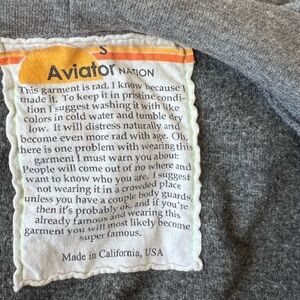 S
Aviator NATION
This garment is rad. I know because I
made it. To keep it in pristine condi-
tion I suggest washing it with like
colors in cold water and tumble dry
low. It will distress naturally and
become even more rad with age. Oh,
there is one problem with wearing this
garment I must warn you about:
People will come out of no where and
want to know who you are. I suggest
not wearing it in a crowded place
unless you have a couple body guards,
then it's probably ok, and if you're
already famous and wearing this
garment you will most likely become
super famous.
Made in California, USA